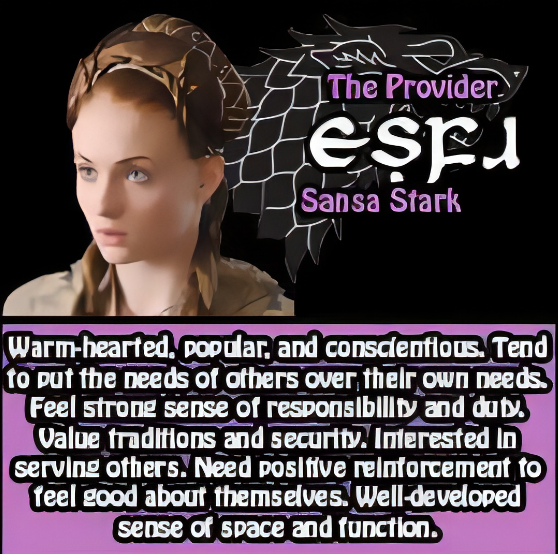 The Provider
ESFJ
Sansa Stark
Warm-hearted, popular, and conscientious. Tend
to put the needs of others over their own needs.
Feel strong sense of responsibility and duty.
Value traditions and security. Interested in
serving others. Need positive reinforcement to
feel good about themselves. Well-developed
sense of space and function.